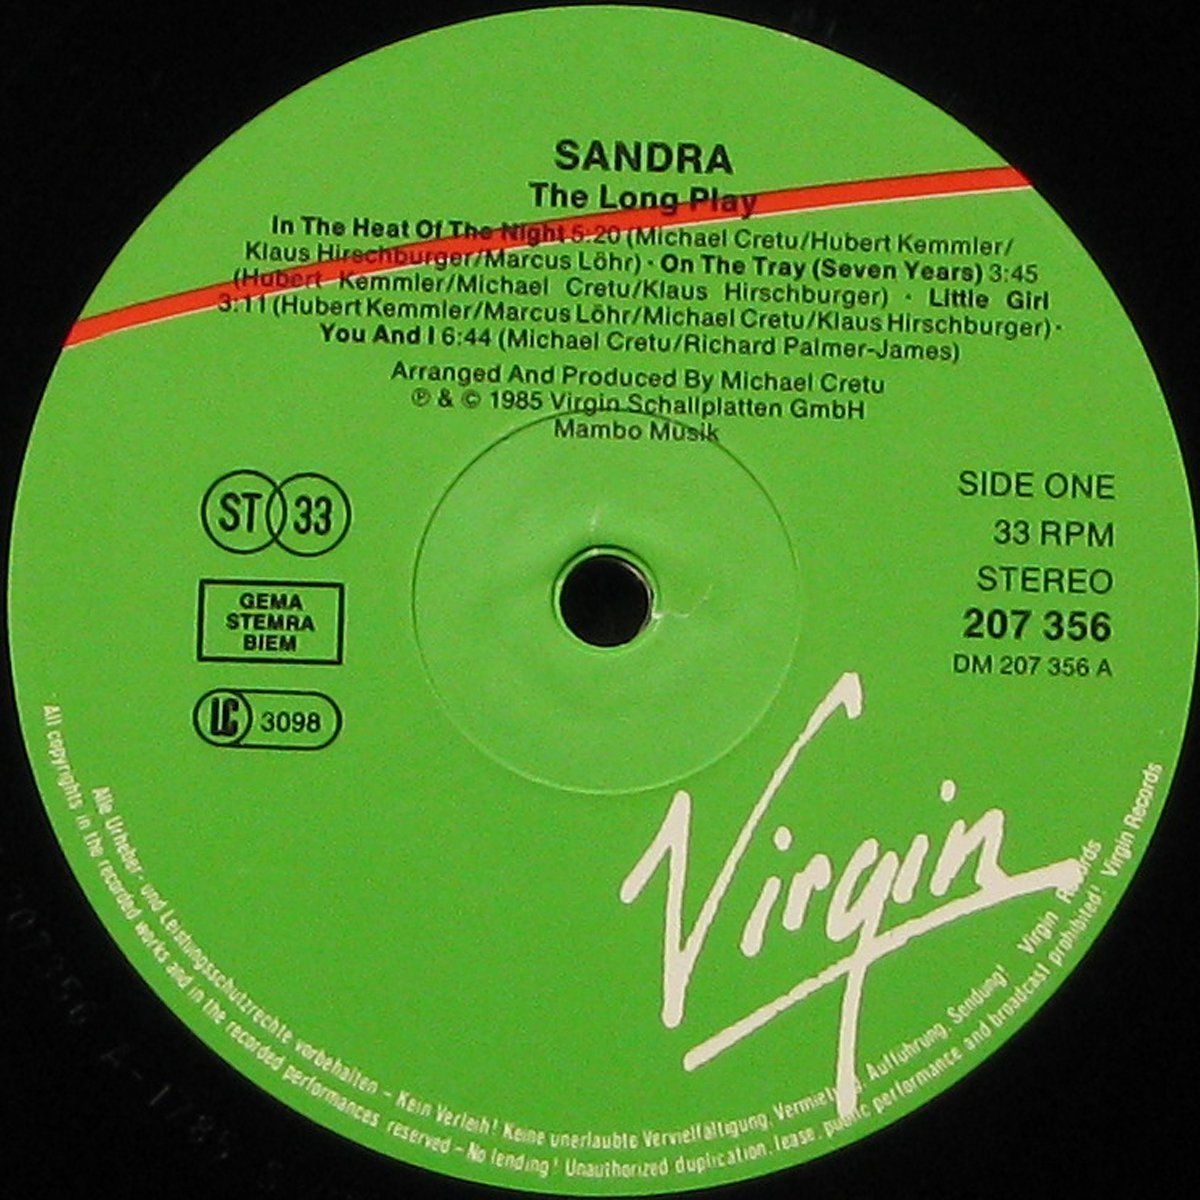 SANDRA
The Long Play
In The Heat Of The Night 5:20 (Michael Cretu/Hubert Kemmler/
Klaus Hirschburger/Marcus Löhr) · On The Tray (Seven Years) 3:45
(Hubert Kemmler/Michael Cretu/Klaus Hirschburger) · Little Girl
3:11 (Hubert Kemmler/Marcus Löhr/Michael Cretu/Klaus Hirschburger) ·
You And I 6:44 (Michael Cretu/Richard Palmer-James)
Arranged And Produced By Michael Cretu
℗ & © 1985 Virgin Schallplatten GmbH
Mambo Musik
ST 33
GEMA
STEMRA
BIEM
LC 3098
SIDE ONE
33 RPM
STEREO
207 356
DM 207 356 A
Virgin
Alle Urheber- und Leistungsschutzrechte vorbehalten – Kein Verleih! Keine unerlaubte Vervielfältigung, Vermietung, Aufführung, Sendung! Virgin Records
· All copyrights in the recorded works and in the recorded performances reserved – No lending! Unauthorized duplication, lease, public performance and broadcast prohibited! Virgin Records